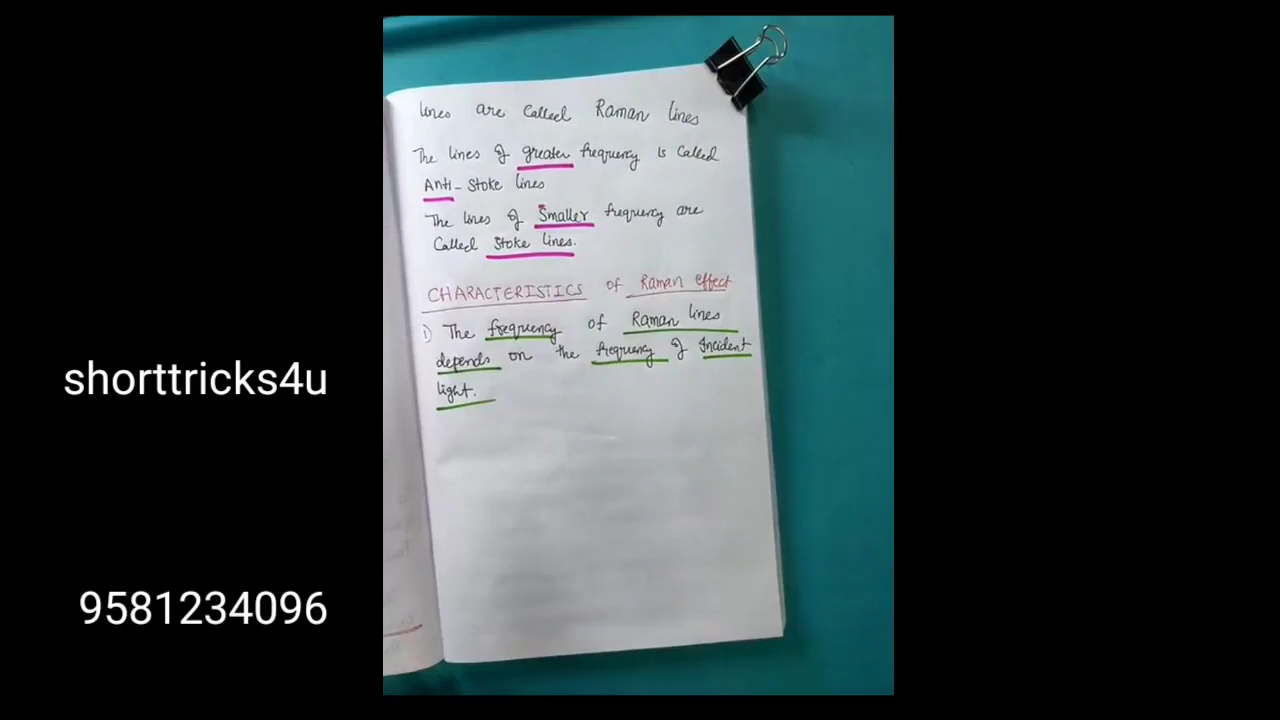 lines are called Raman lines
The lines of greater frequency is called
Anti-Stoke lines
The lines of Smaller frequency are
Called Stoke lines.
CHARACTERISTICS of Raman effect
1) The frequency of Raman lines
depends on the frequency of Incident
light.
shorttricks4u
9581234096